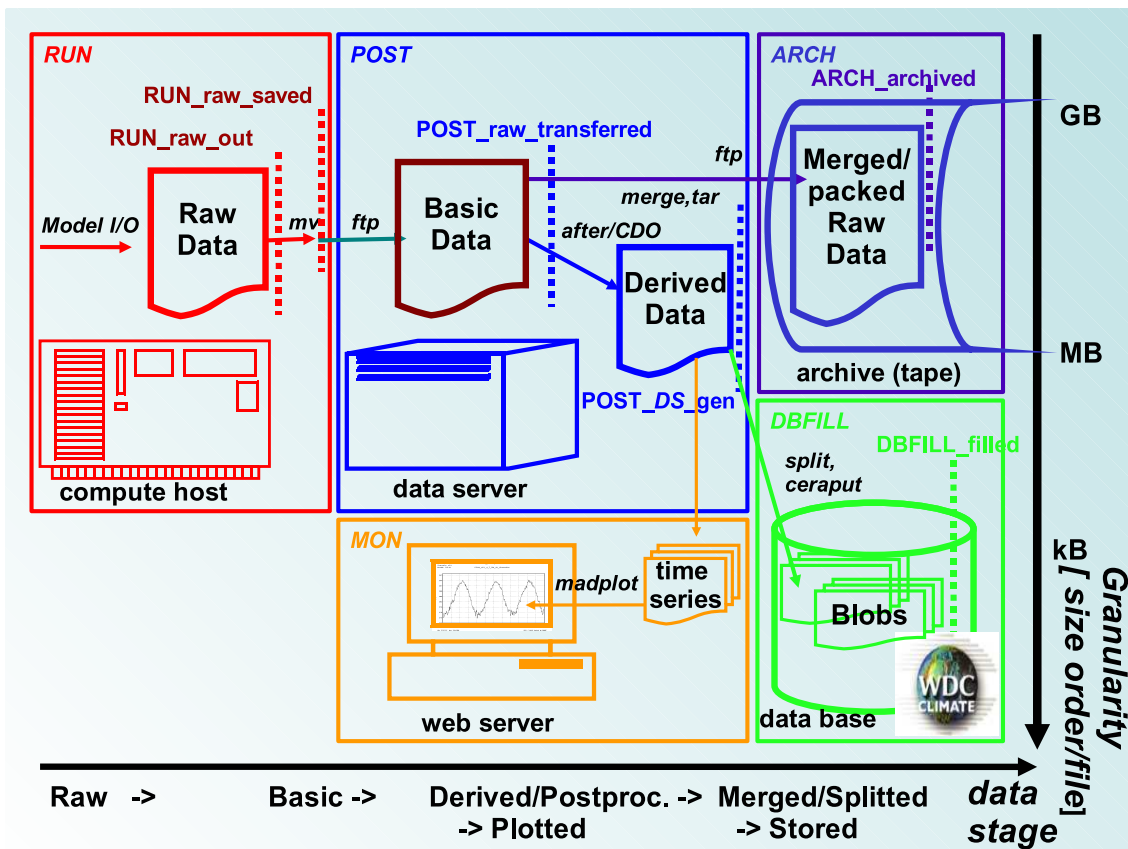 RUN
RUN_raw_saved
RUN_raw_out
Model I/O
Raw
Data
mv
compute host
POST
POST_raw_transferred
ftp
Basic
Data
ftp
merge,tar
after/CDO
Derived
Data
POST_DS_gen
data server
ARCH
ARCH_archived
Merged/
packed
Raw
Data
archive (tape)
GB
MB
kB
Granularity
[ size order/file]
MON
madplot
time
series
web server
DBFILL
DBFILL_filled
split,
ceraput
Blobs
WDC
CLIMATE
data base
Raw -> Basic -> Derived/Postproc. -> Merged/Splitted
-> Plotted -> Stored
data
stage